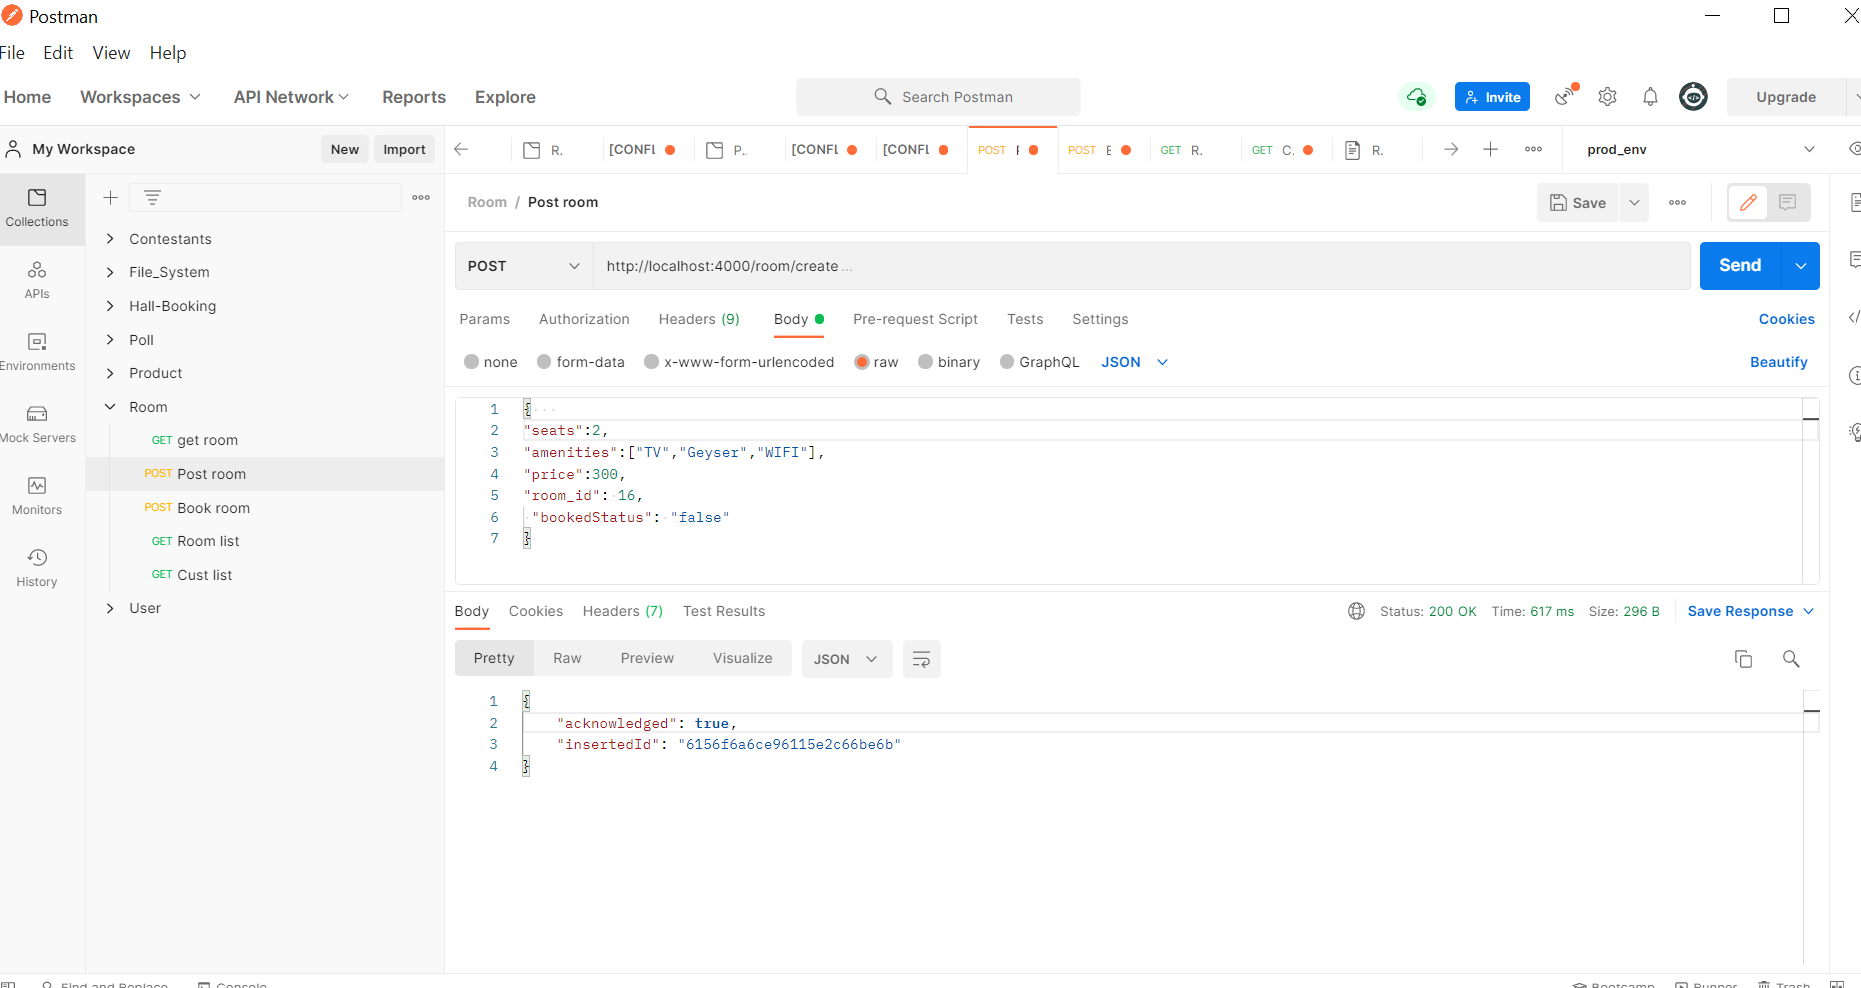 Postman
File Edit View Help
Home Workspaces API Network Reports Explore
Search Postman
Invite
Upgrade
My Workspace
New
Import
R.
[CONFL
P..
[CONFL
[CONFL
POST
POST E
GET R.
GET C.
R.
prod_env
Collections
APIs
Environments
Mock Servers
Monitors
History
Contestants
File_System
Hall-Booking
Poll
Product
Room
GET get room
POST Post room
POST Book room
GET Room list
GET Cust list
User
Room / Post room
Save
POST
http://localhost:4000/room/create ...
Send
Params Authorization Headers (9) Body Pre-request Script Tests Settings
Cookies
none form-data x-www-form-urlencoded raw binary GraphQL JSON
Beautify
1 {
2 "seats":2,
3 "amenities":["TV","Geyser","WIFI"],
4 "price":300,
5 "room_id": 16,
6 "bookedStatus": "false"
7 }
Body Cookies Headers (7) Test Results
Status: 200 OK Time: 617 ms Size: 296 B
Save Response
Pretty Raw Preview Visualize JSON
1 {
2 "acknowledged": true,
3 "insertedId": "6156f6a6ce96115e2c66be6b"
4 }
Find and Replace Console
Bootcamp Runner Trash